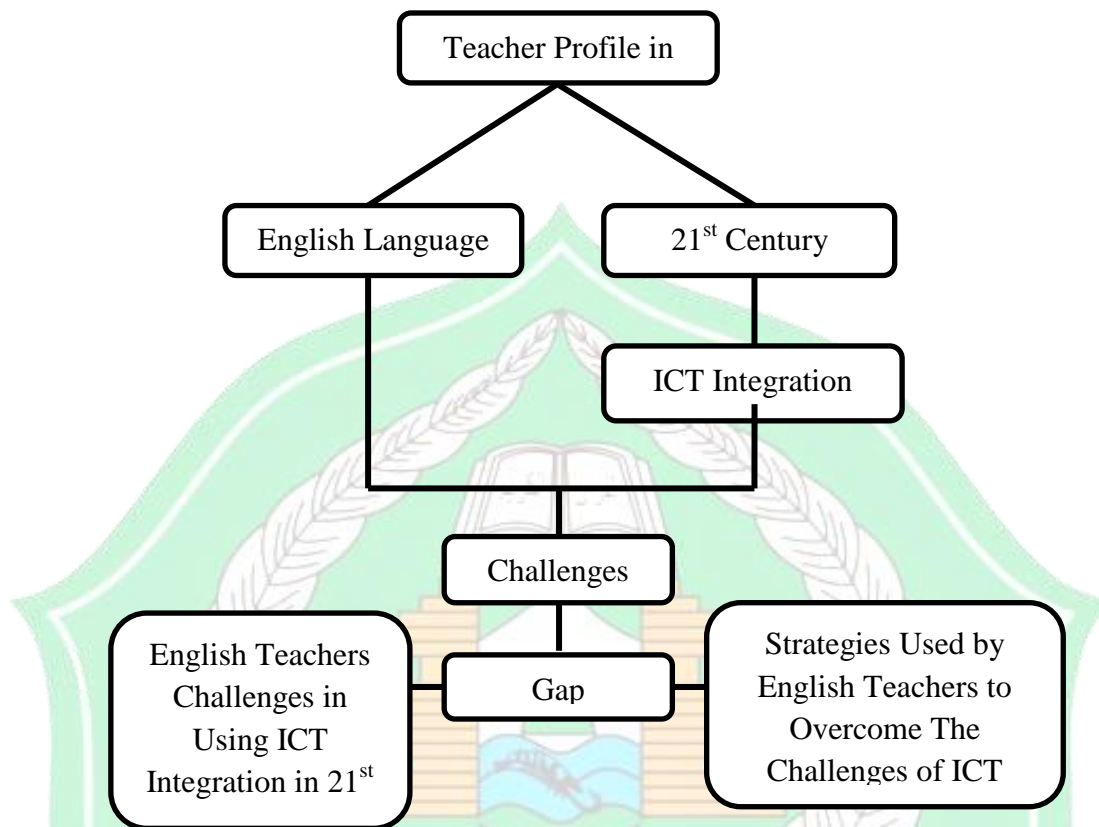 Teacher Profile in
English Language
21st Century
ICT Integration
Challenges
English Teachers
Challenges in
Using ICT
Integration in 21st
Gap
Strategies Used by
English Teachers to
Overcome The
Challenges of ICT